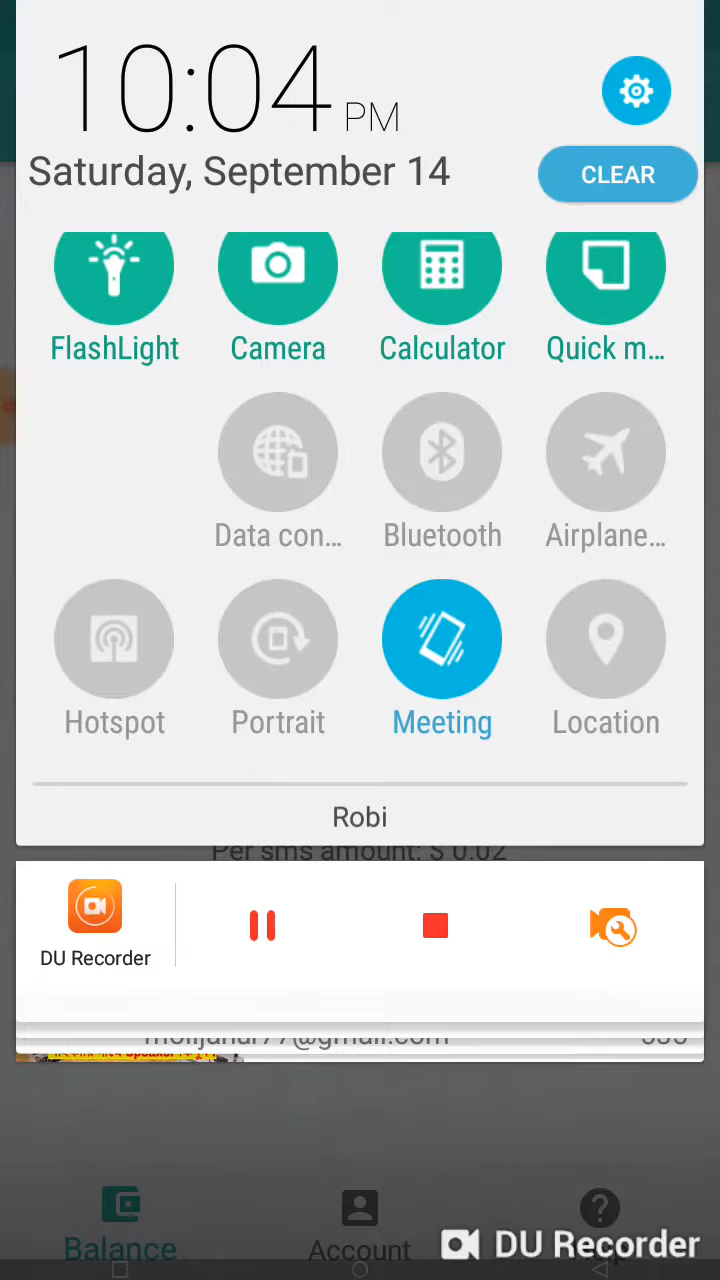 10:04 PM
Saturday, September 14
CLEAR
FlashLight
Camera
Calculator
Quick m...
Data con...
Bluetooth
Airplane...
Hotspot
Portrait
Meeting
Location
Robi
Per sms amount: $ 0.02
DU Recorder
Speaker
Balance
Account
DU Recorder